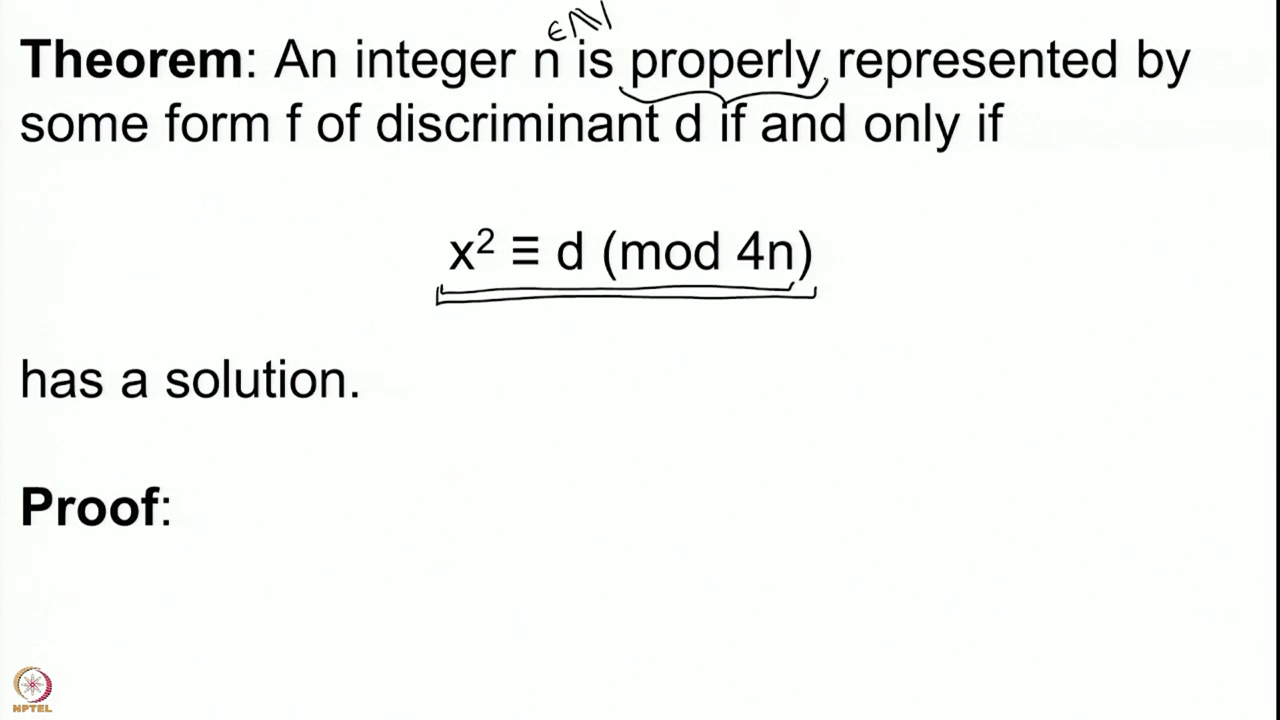 ∈ℕ
Theorem: An integer n is properly represented by
some form f of discriminant d if and only if
x² ≡ d (mod 4n)
has a solution.
Proof:
NPTEL